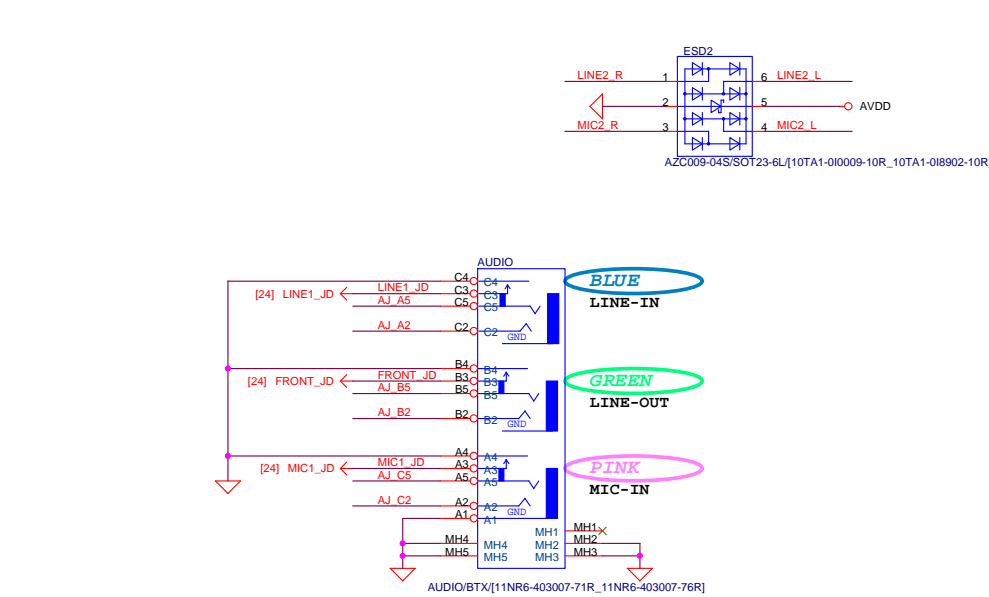 ESD2
LINE2_R 1 6 LINE2_L
2 5 AVDD
MIC2_R 3 4 MIC2_L
AZC009-04S/SOT23-6L/[10TA1-0I0009-10R_10TA1-0I8902-10R
AUDIO
C4 C4 BLUE
[24] LINE1_JD LINE1_JD C3 C3
AJ_A5 C5 C5 LINE-IN
AJ_A2 C2 C2 GND
B4 B4
[24] FRONT_JD FRONT_JD B3 B3 GREEN
AJ_B5 B5 B5 LINE-OUT
AJ_B2 B2 B2 GND
A4 A4
[24] MIC1_JD MIC1_JD A3 A3 PINK
AJ_C5 A5 A5 MIC-IN
AJ_C2 A2 A2 GND
A1 A1
MH1 MH1
MH4 MH4 MH2 MH2
MH5 MH5 MH3 MH3
AUDIO/BTX/[11NR6-403007-71R_11NR6-403007-76R]